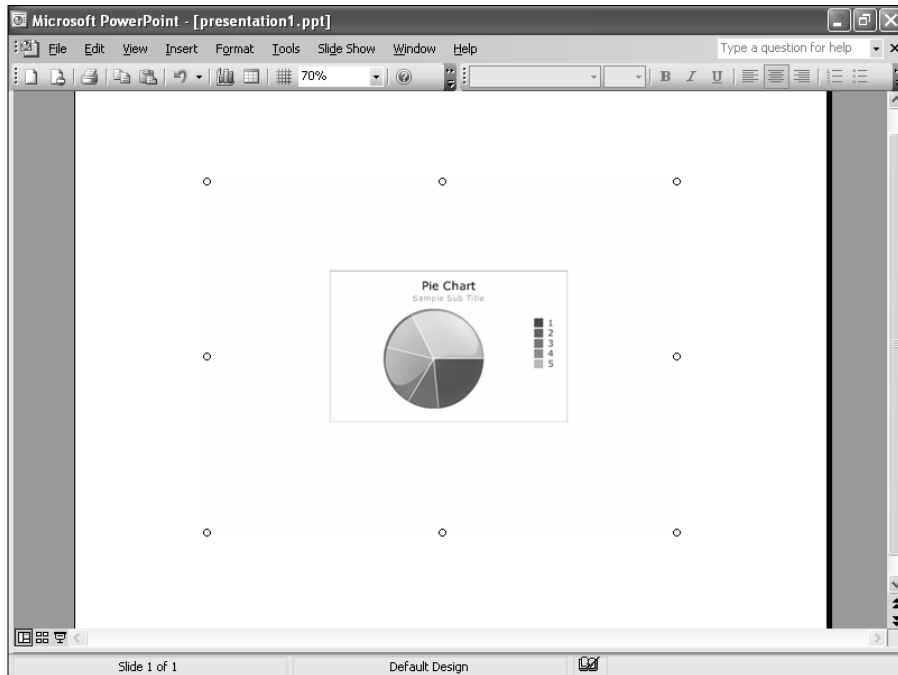 Microsoft PowerPoint - [presentation1.ppt]
File Edit View Insert Format Tools Slide Show Window Help Type a question for help
70% B I U
Pie Chart
Sample Sub Title
1
2
3
4
5
Slide 1 of 1 Default Design